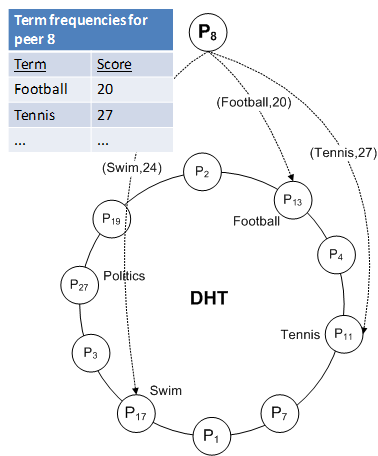 Term frequencies for
peer 8
Term Score
Football 20
Tennis 27
... ...
P8
(Football,20)
(Tennis,27)
(Swim,24)
P2
P13
Football
P19
P4
Politics
P27
DHT
Tennis
P11
P3
Swim
P17
P7
P1